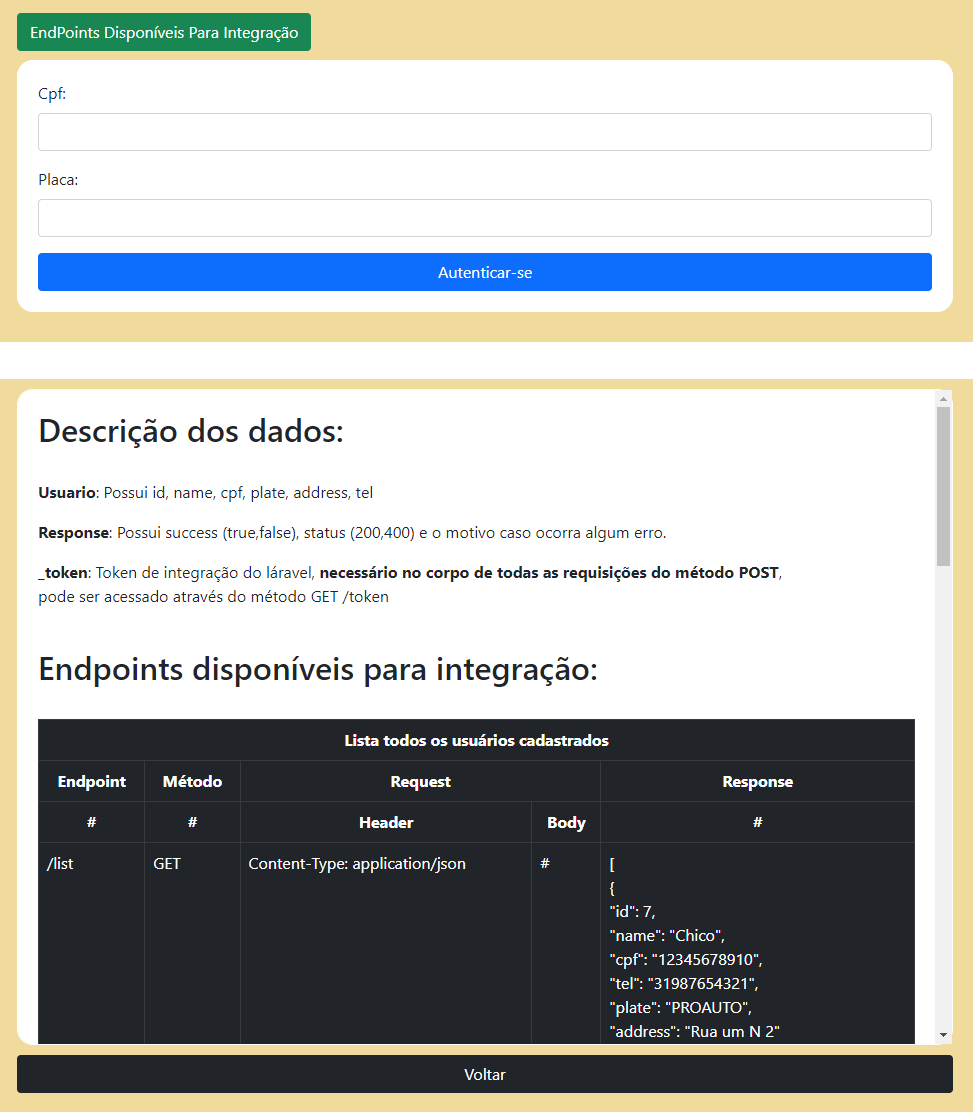 EndPoints Disponíveis Para Integração
Cpf:
Placa:
Autenticar-se
Descrição dos dados:
Usuario: Possui id, name, cpf, plate, address, tel
Response: Possui success (true,false), status (200,400) e o motivo caso ocorra algum erro.
_token: Token de integração do láravel, necessário no corpo de todas as requisições do método POST,
pode ser acessado através do método GET /token
Endpoints disponíveis para integração:
Lista todos os usuários cadastrados
Endpoint Método Request Response
# # Header Body #
/list GET Content-Type: application/json # [
{
"id": 7,
"name": "Chico",
"cpf": "12345678910",
"tel": "31987654321",
"plate": "PROAUTO",
"address": "Rua um N 2"
Voltar